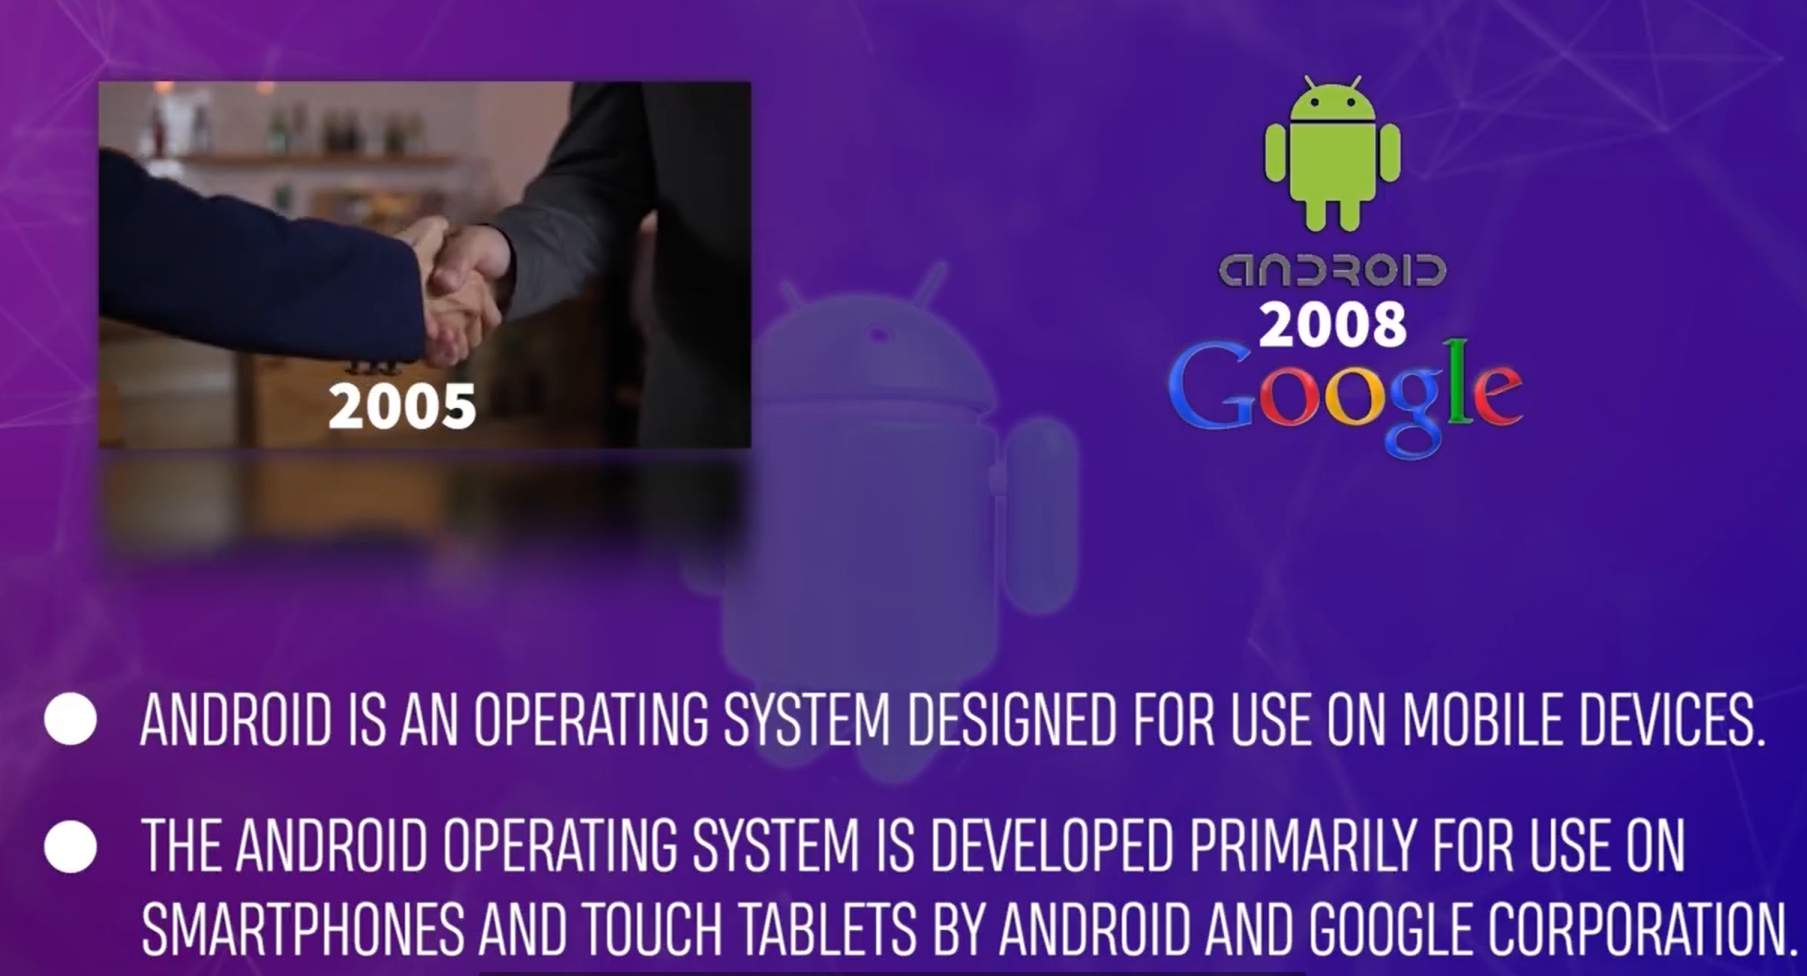 ANDROID
2008
Google
2005
ANDROID IS AN OPERATING SYSTEM DESIGNED FOR USE ON MOBILE DEVICES.
THE ANDROID OPERATING SYSTEM IS DEVELOPED PRIMARILY FOR USE ON
SMARTPHONES AND TOUCH TABLETS BY ANDROID AND GOOGLE CORPORATION.